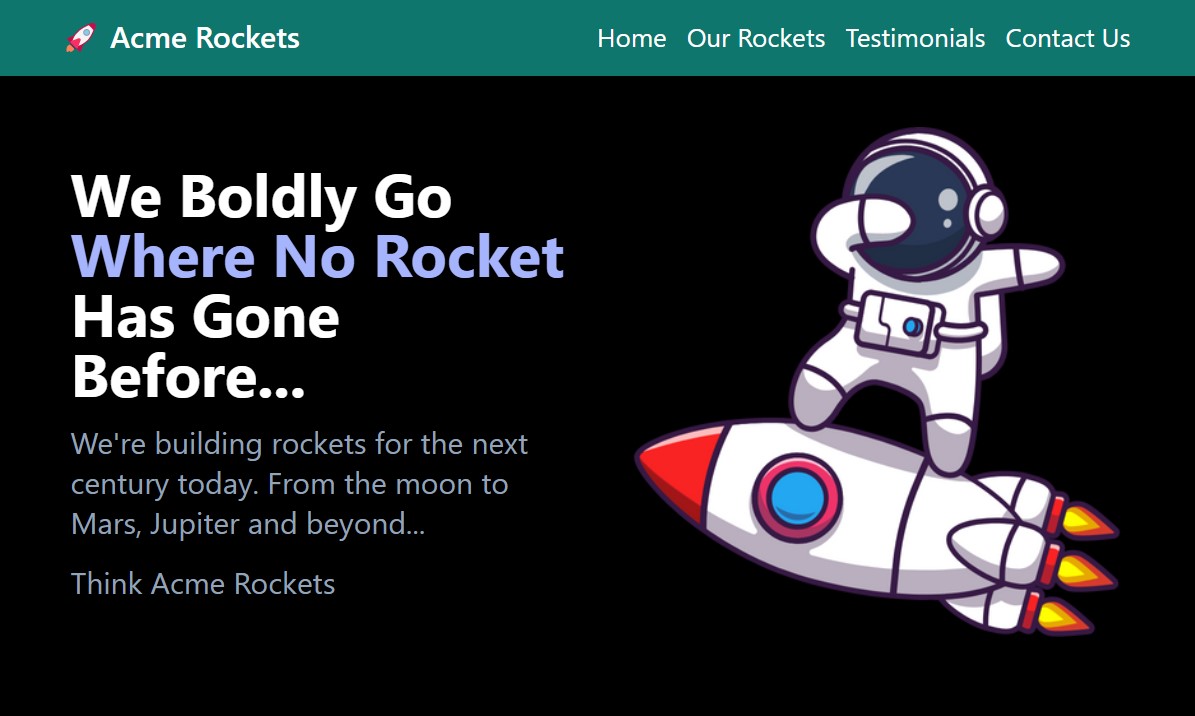 🚀 Acme Rockets
Home Our Rockets Testimonials Contact Us
We Boldly Go
Where No Rocket
Has Gone
Before...
We're building rockets for the next
century today. From the moon to
Mars, Jupiter and beyond...
Think Acme Rockets